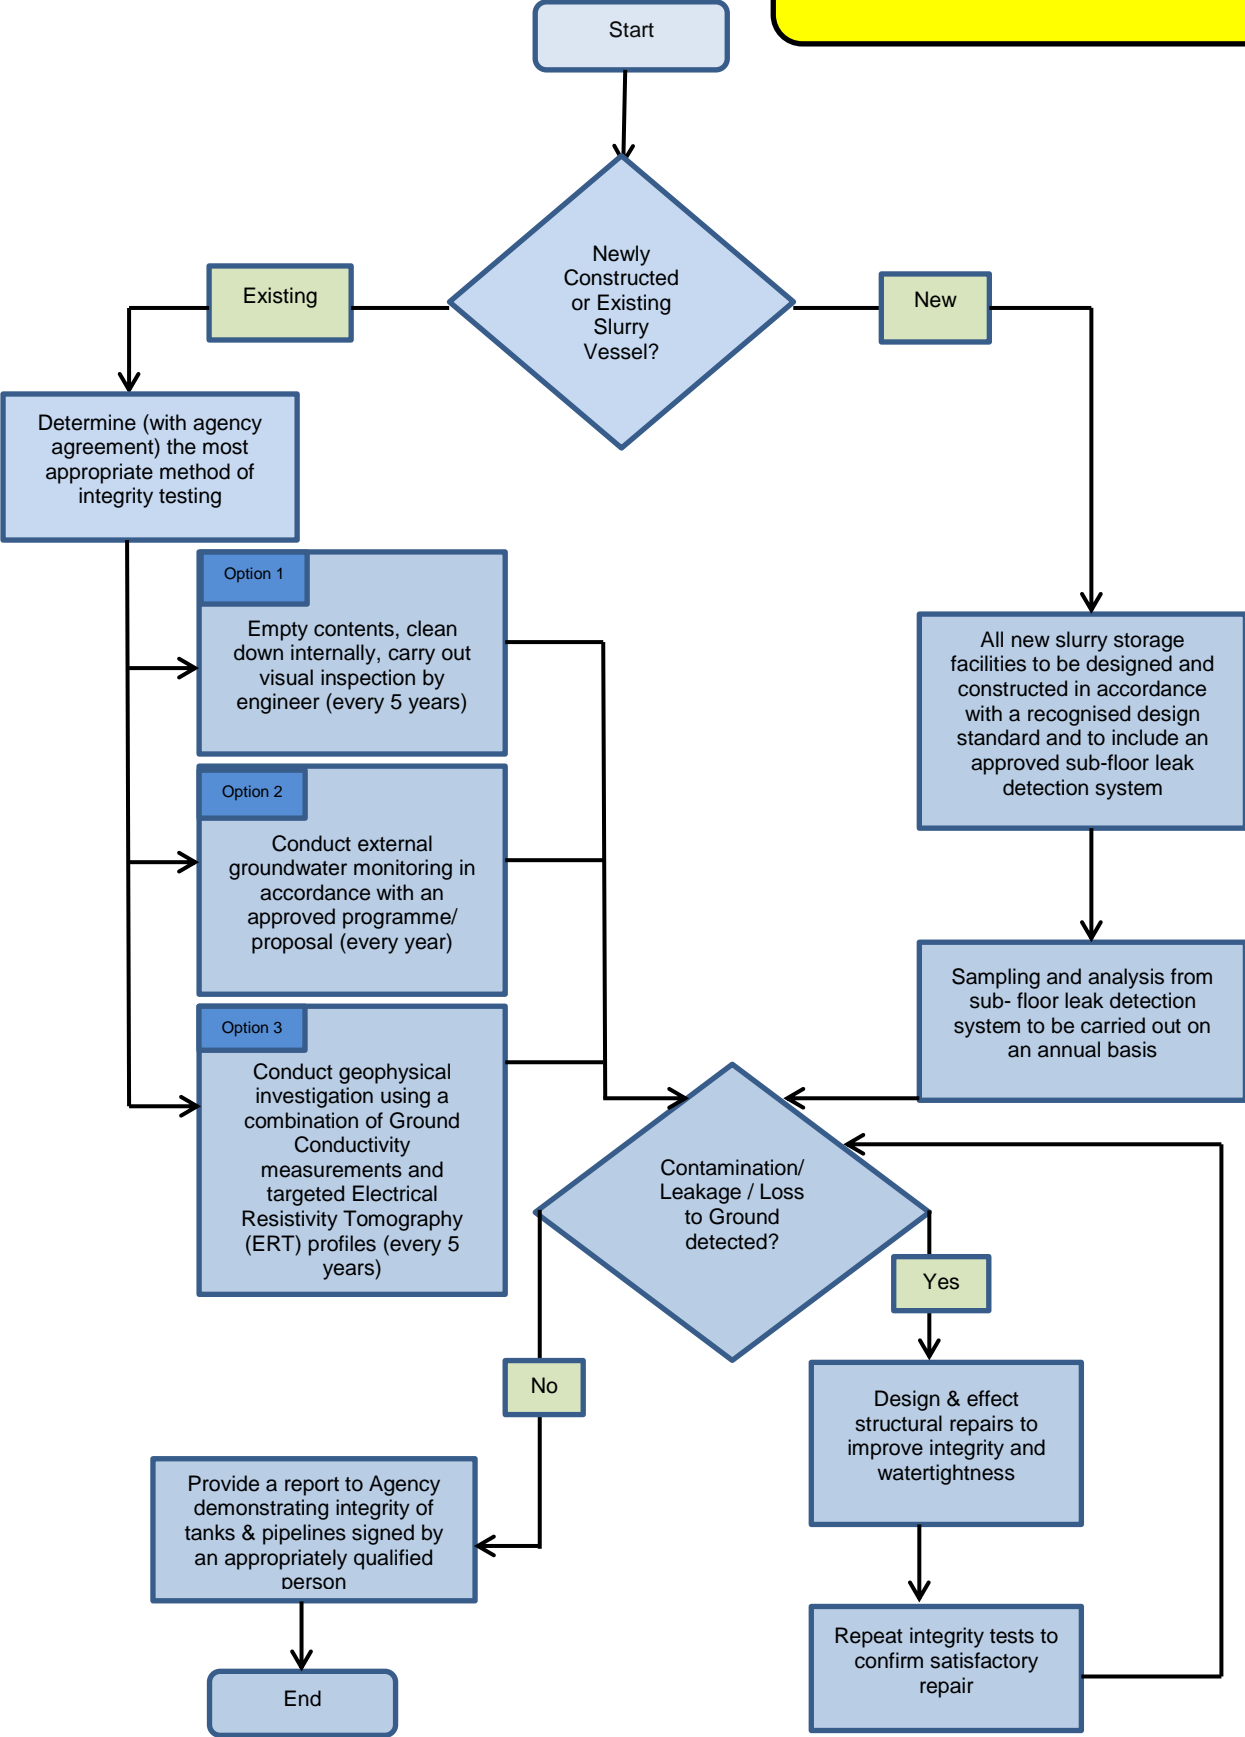 Start
Newly
Constructed
or Existing
Slurry
Vessel?
Existing
New
Determine (with agency
agreement) the most
appropriate method of
integrity testing
Option 1
Empty contents, clean
down internally, carry out
visual inspection by
engineer (every 5 years)
Option 2
Conduct external
groundwater monitoring in
accordance with an
approved programme/
proposal (every year)
Option 3
Conduct geophysical
investigation using a
combination of Ground
Conductivity
measurements and
targeted Electrical
Resistivity Tomography
(ERT) profiles (every 5
years)
All new slurry storage
facilities to be designed and
constructed in accordance
with a recognised design
standard and to include an
approved sub-floor leak
detection system
Sampling and analysis from
sub- floor leak detection
system to be carried out on
an annual basis
Contamination/
Leakage / Loss
to Ground
detected?
Yes
No
Design & effect
structural repairs to
improve integrity and
watertightness
Repeat integrity tests to
confirm satisfactory
repair
Provide a report to Agency
demonstrating integrity of
tanks & pipelines signed by
an appropriately qualified
person
End